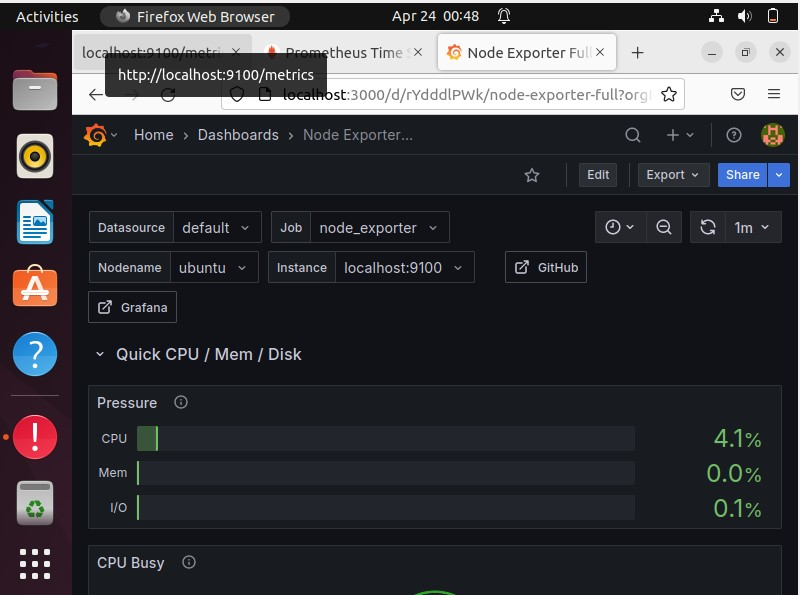 Activities
Firefox Web Browser
Apr 24 00:48
localhost:9100/metri
Prometheus Time S
Node Exporter Ful
http://localhost:9100/metrics
localhost:3000/d/rYdddlPWk/node-exporter-full?orgI
Home › Dashboards › Node Exporter...
Edit
Export
Share
Datasource default
Job node_exporter
1m
Nodename ubuntu
Instance localhost:9100
GitHub
Grafana
Quick CPU / Mem / Disk
Pressure
CPU 4.1%
Mem 0.0%
I/O 0.1%
CPU Busy